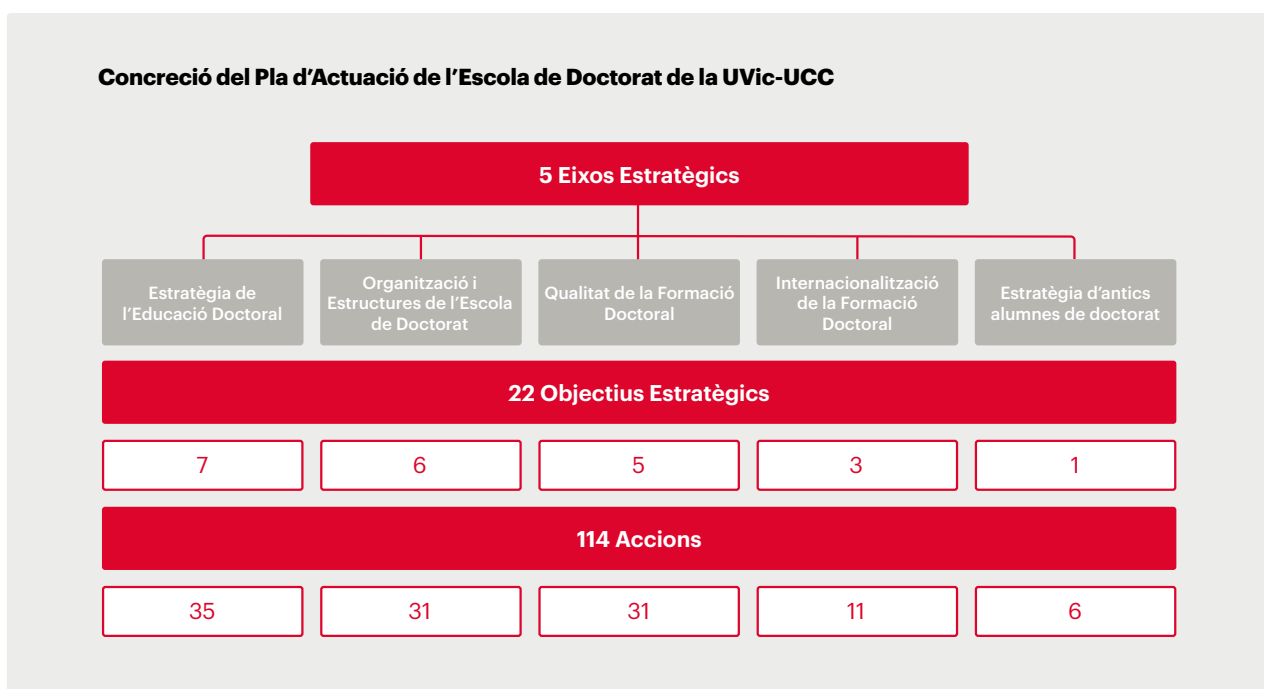 Concreció del Pla d’Actuació de l’Escola de Doctorat de la UVic-UCC
5 Eixos Estratègics
Estratègia de
l’Educació Doctoral
Organització i
Estructures de l’Escola
de Doctorat
Qualitat de la Formació
Doctoral
Internacionalització
de la Formació
Doctoral
Estratègia d’antics
alumnes de doctorat
22 Objectius Estratègics
7
6
5
3
1
114 Accions
35
31
31
11
6